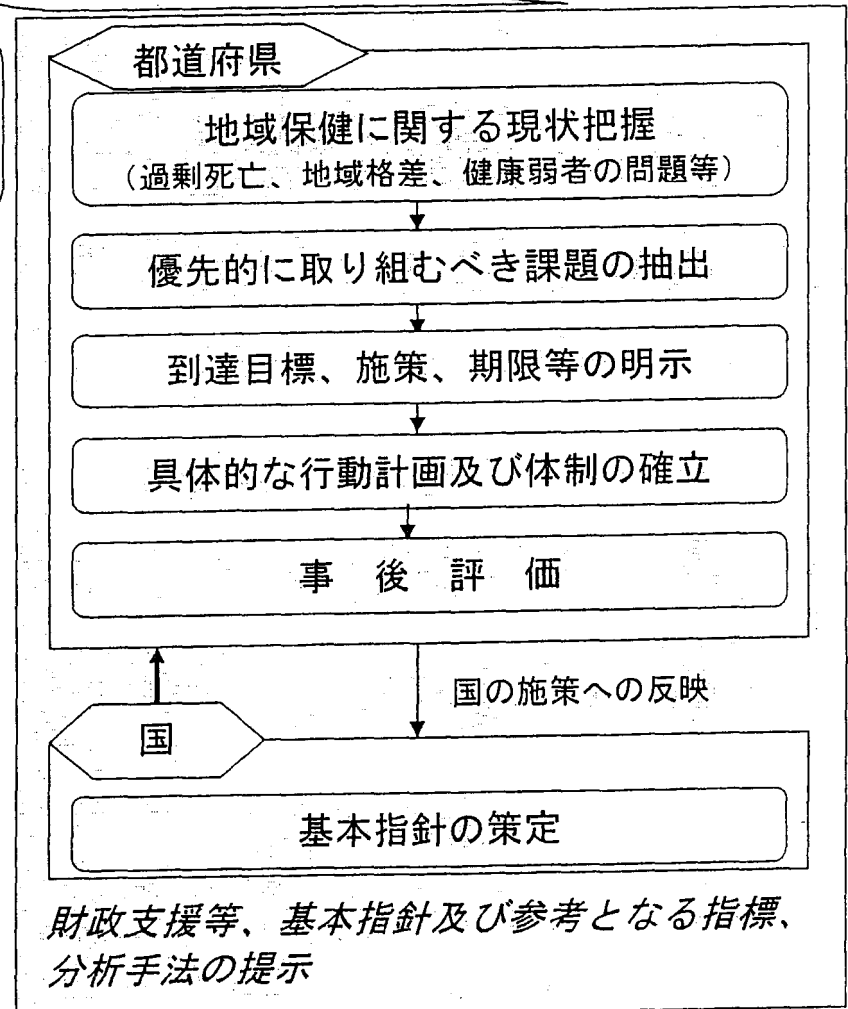 都道府県
地域保健に関する現状把握
（過剰死亡、地域格差、健康弱者の問題等）
優先的に取り組むべき課題の抽出
到達目標、施策、期限等の明示
具体的な行動計画及び体制の確立
事　後　評　価
国の施策への反映
国
基本指針の策定
財政支援等、基本指針及び参考となる指標、
分析手法の提示